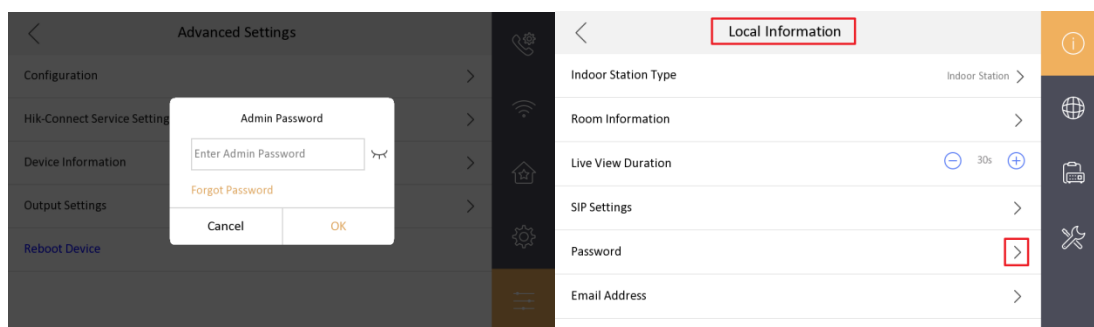 Advanced Settings
Configuration
Hik-Connect Service Setting
Device Information
Output Settings
Reboot Device
Admin Password
Enter Admin Password
Forgot Password
Cancel
OK
Local Information
Indoor Station Type
Indoor Station
Room Information
Live View Duration
30s
SIP Settings
Password
Email Address